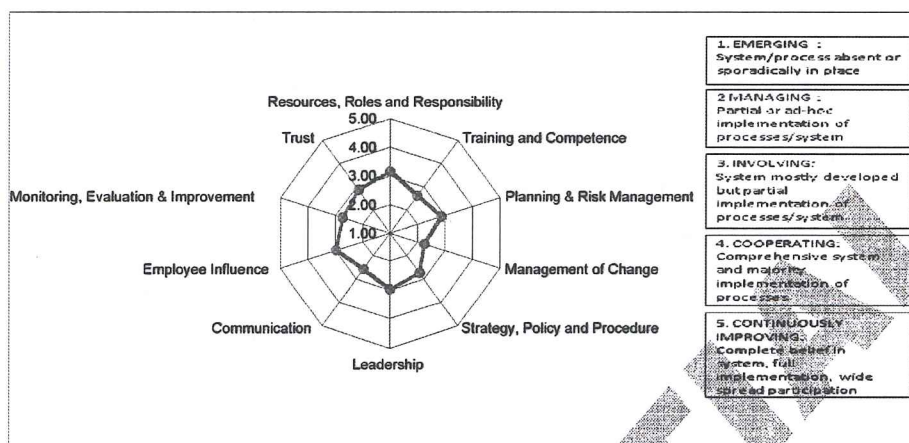 Resources, Roles and Responsibility
5.00
4.00
3.00
2.00
1.00
Training and Competence
Planning & Risk Management
Management of Change
Strategy, Policy and Procedure
Leadership
Communication
Employee Influence
Monitoring, Evaluation & Improvement
Trust
1. EMERGING :
System/process absent or
sporadically in place
2 MANAGING :
Partial or ad-hoc
implementation of
processes/system
3. INVOLVING:
System mostly developed
but partial
implementation of
processes/system
4. COOPERATING:
Comprehensive system
and majority
implementation of
processes
5. CONTINUOUSLY
IMPROVING:
Complete belief in
system, full
implementation, wide
spread participation